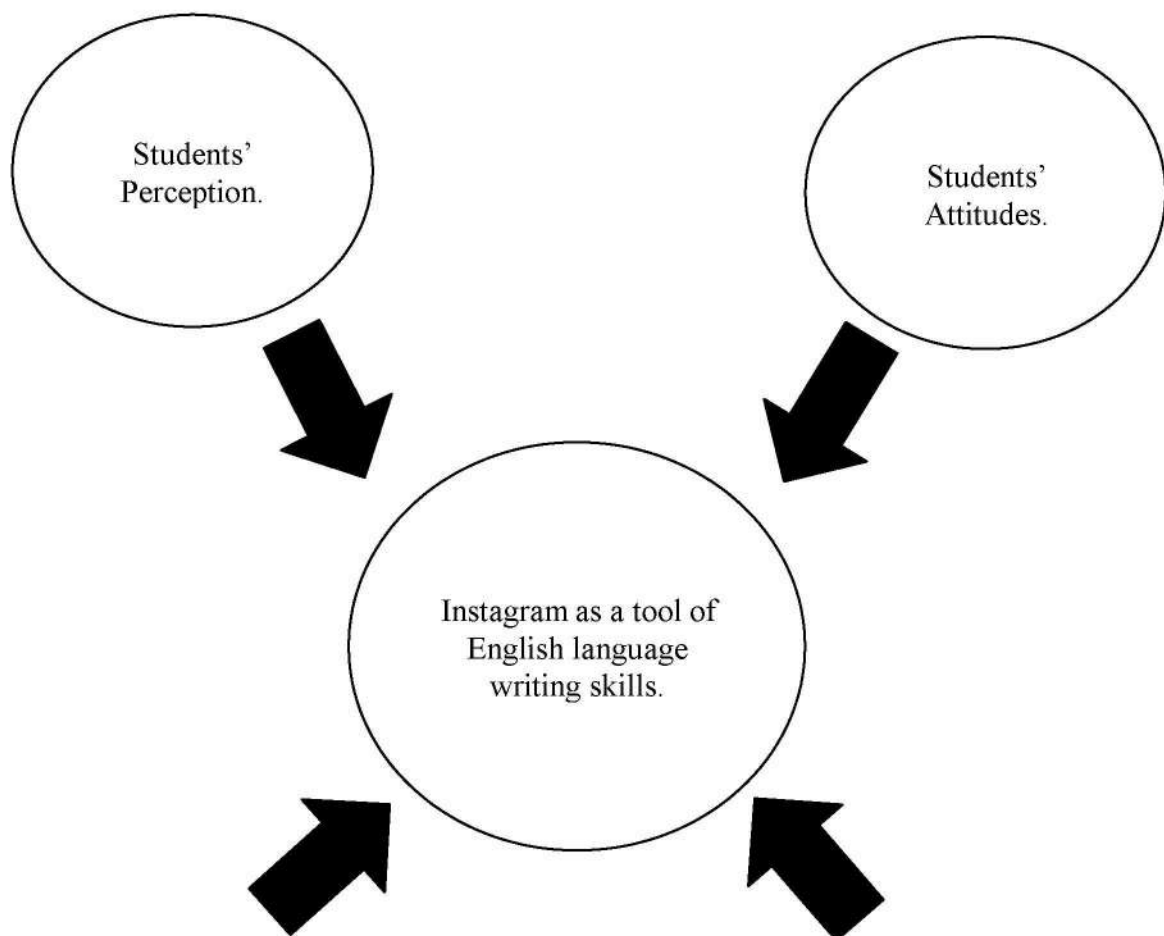 Students’
Perception.
Students’
Attitudes.
Instagram as a tool of
English language
writing skills.